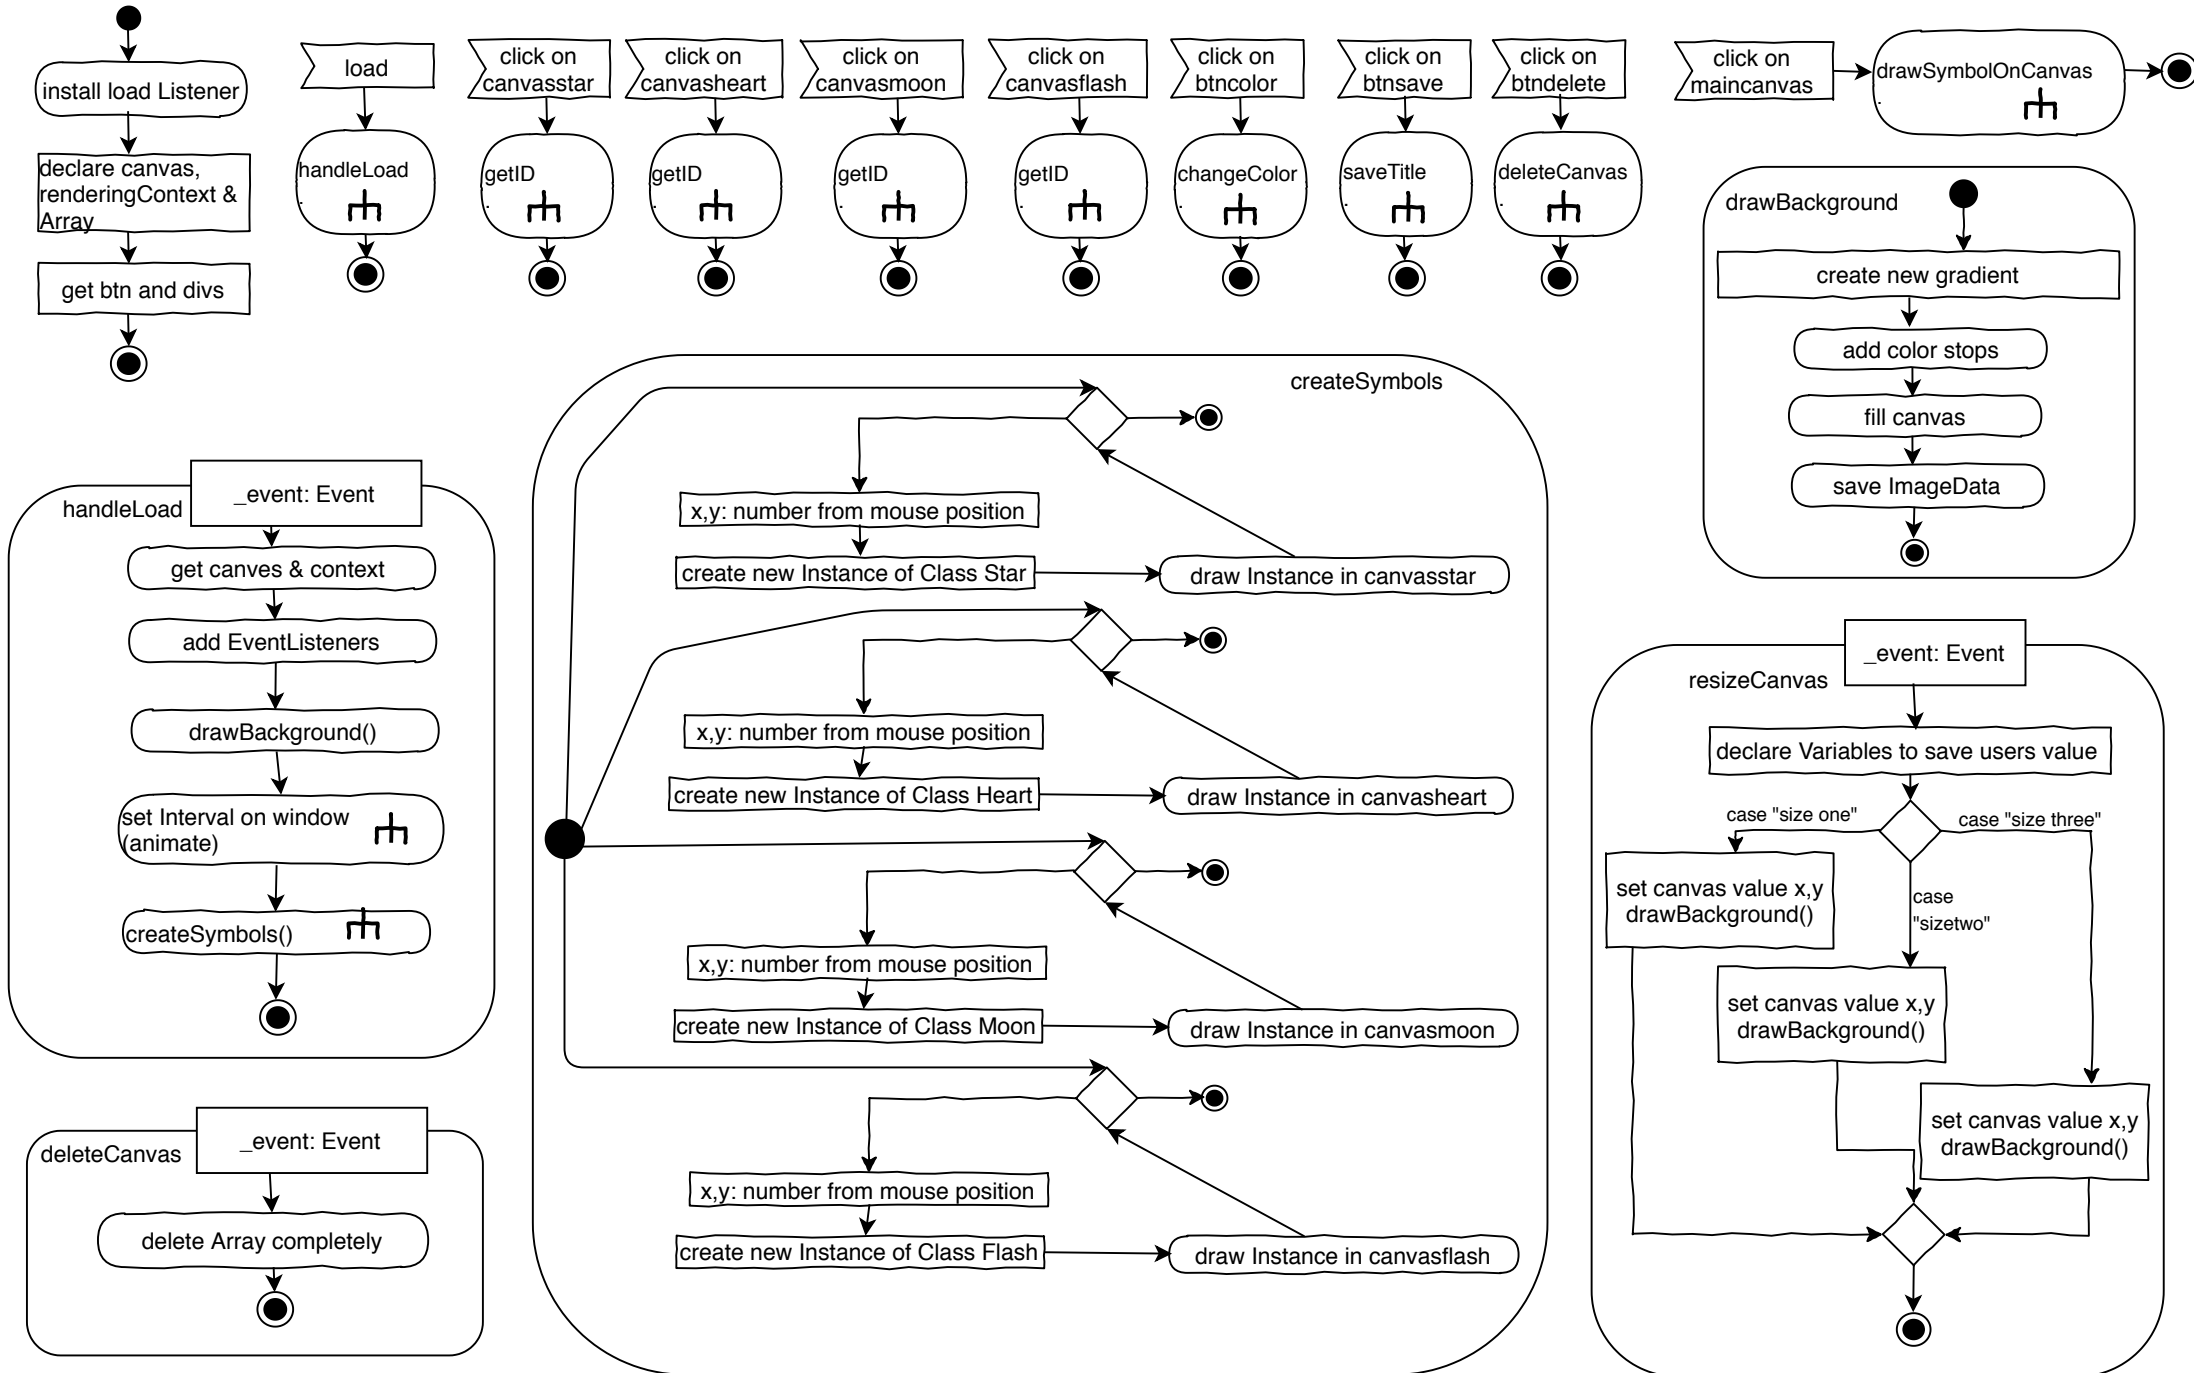 install load Listener
declare canvas,
renderingContext &
Array
get btn and divs
load
handleLoad
.
click on
canvasstar
getID
.
click on
canvasheart
getID
.
click on
canvasmoon
getID
.
click on
canvasflash
getID
.
click on
btncolor
changeColor
.
click on
btnsave
saveTitle
.
click on
btndelete
deleteCanvas
.
click on
maincanvas
drawSymbolOnCanvas
.
drawBackground
create new gradient
add color stops
fill canvas
save ImageData
handleLoad
_event: Event
get canves & context
add EventListeners
drawBackground()
set Interval on window
(animate)
createSymbols()
deleteCanvas
_event: Event
delete Array completely
createSymbols
x,y: number from mouse position
create new Instance of Class Star
draw Instance in canvasstar
x,y: number from mouse position
create new Instance of Class Heart
draw Instance in canvasheart
x,y: number from mouse position
create new Instance of Class Moon
draw Instance in canvasmoon
x,y: number from mouse position
create new Instance of Class Flash
draw Instance in canvasflash
_event: Event
resizeCanvas
declare Variables to save users value
case "size one"
case "size three"
set canvas value x,y
drawBackground()
case
"sizetwo"
set canvas value x,y
drawBackground()
set canvas value x,y
drawBackground()